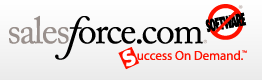 salesforce.com
SOFTWARE
Success On Demand.™